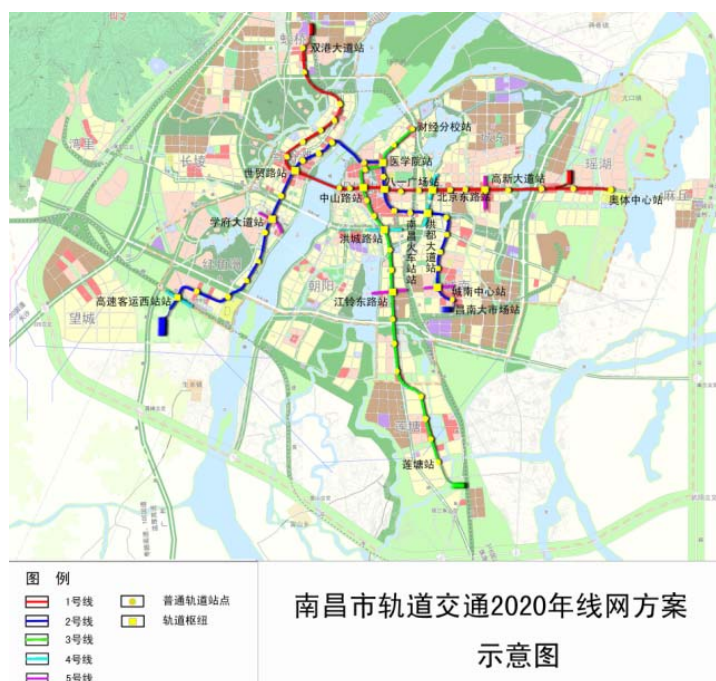 双港大道站
财经分校站
湾里
长堎
医学院站
世贸路站
八一广场站
高新大道站
瑶湖
中山路站
北京东路站
奥体中心站
麻丘
学府大道站
洪城路站
南昌火车站站
洪都大道站
朝阳
城南中心站
高速客运西站站
江铃东路站
昌南大市场站
望城
莲塘站
图 例
1号线
普通轨道站点
2号线
轨道枢纽
3号线
4号线
5号线
南昌市轨道交通2020年线网方案
示意图